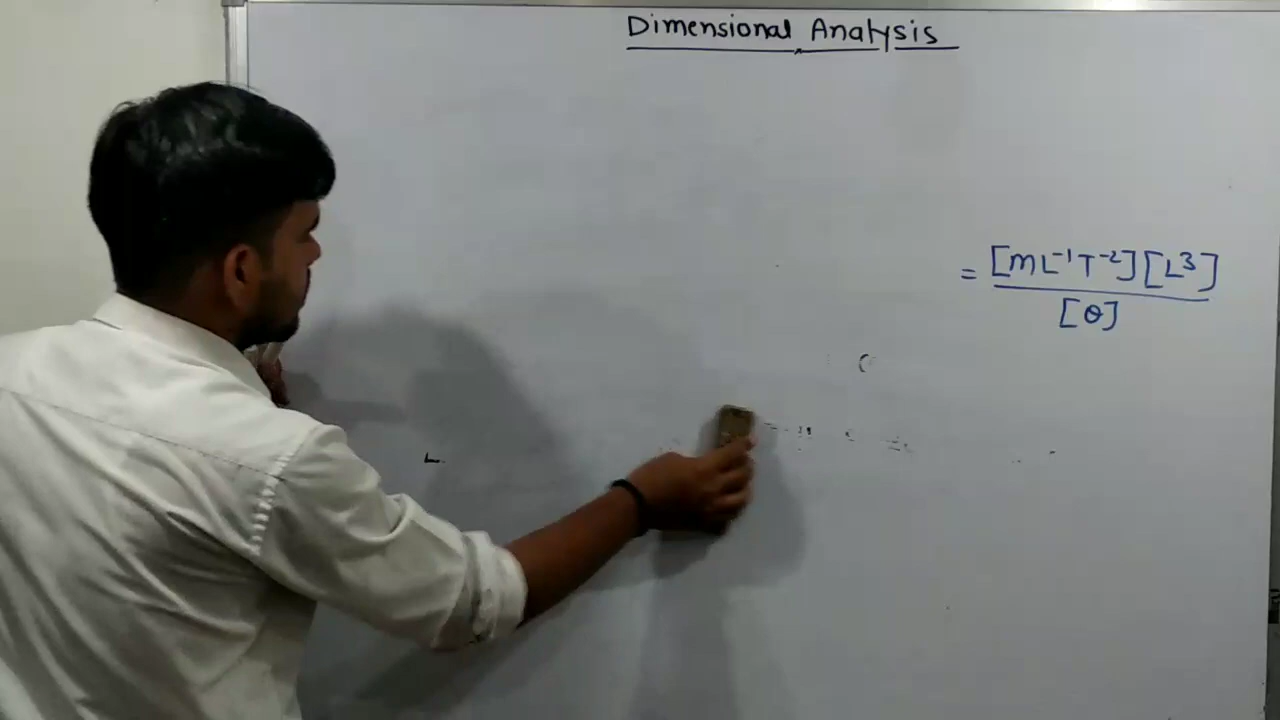 Dimensional Analysis
= [ML⁻¹T⁻²][L³]
[θ]